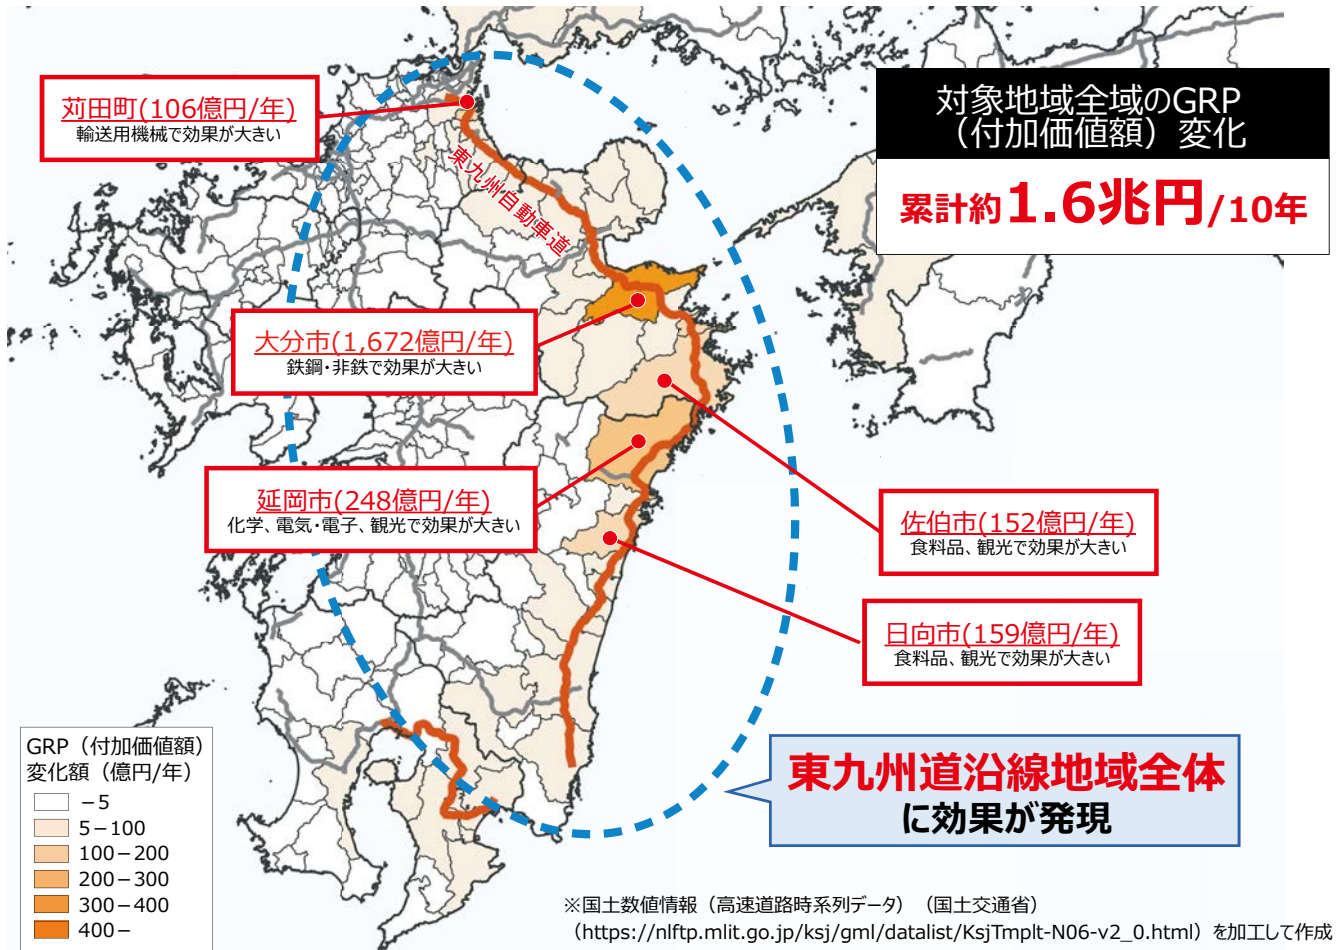 苅田町(106億円/年)
輸送用機械で効果が大きい
対象地域全域のGRP
（付加価値額）変化
累計約1.6兆円/10年
東九州自動車道
大分市(1,672億円/年)
鉄鋼・非鉄で効果が大きい
延岡市(248億円/年)
化学、電気・電子、観光で効果が大きい
佐伯市(152億円/年)
食料品、観光で効果が大きい
日向市(159億円/年)
食料品、観光で効果が大きい
GRP（付加価値額）
変化額（億円/年）
－5
5－100
100－200
200－300
300－400
400－
東九州道沿線地域全体
に効果が発現
※国土数値情報（高速道路時系列データ）（国土交通省）
（https://nlftp.mlit.go.jp/ksj/gml/datalist/KsjTmplt-N06-v2_0.html）を加工して作成